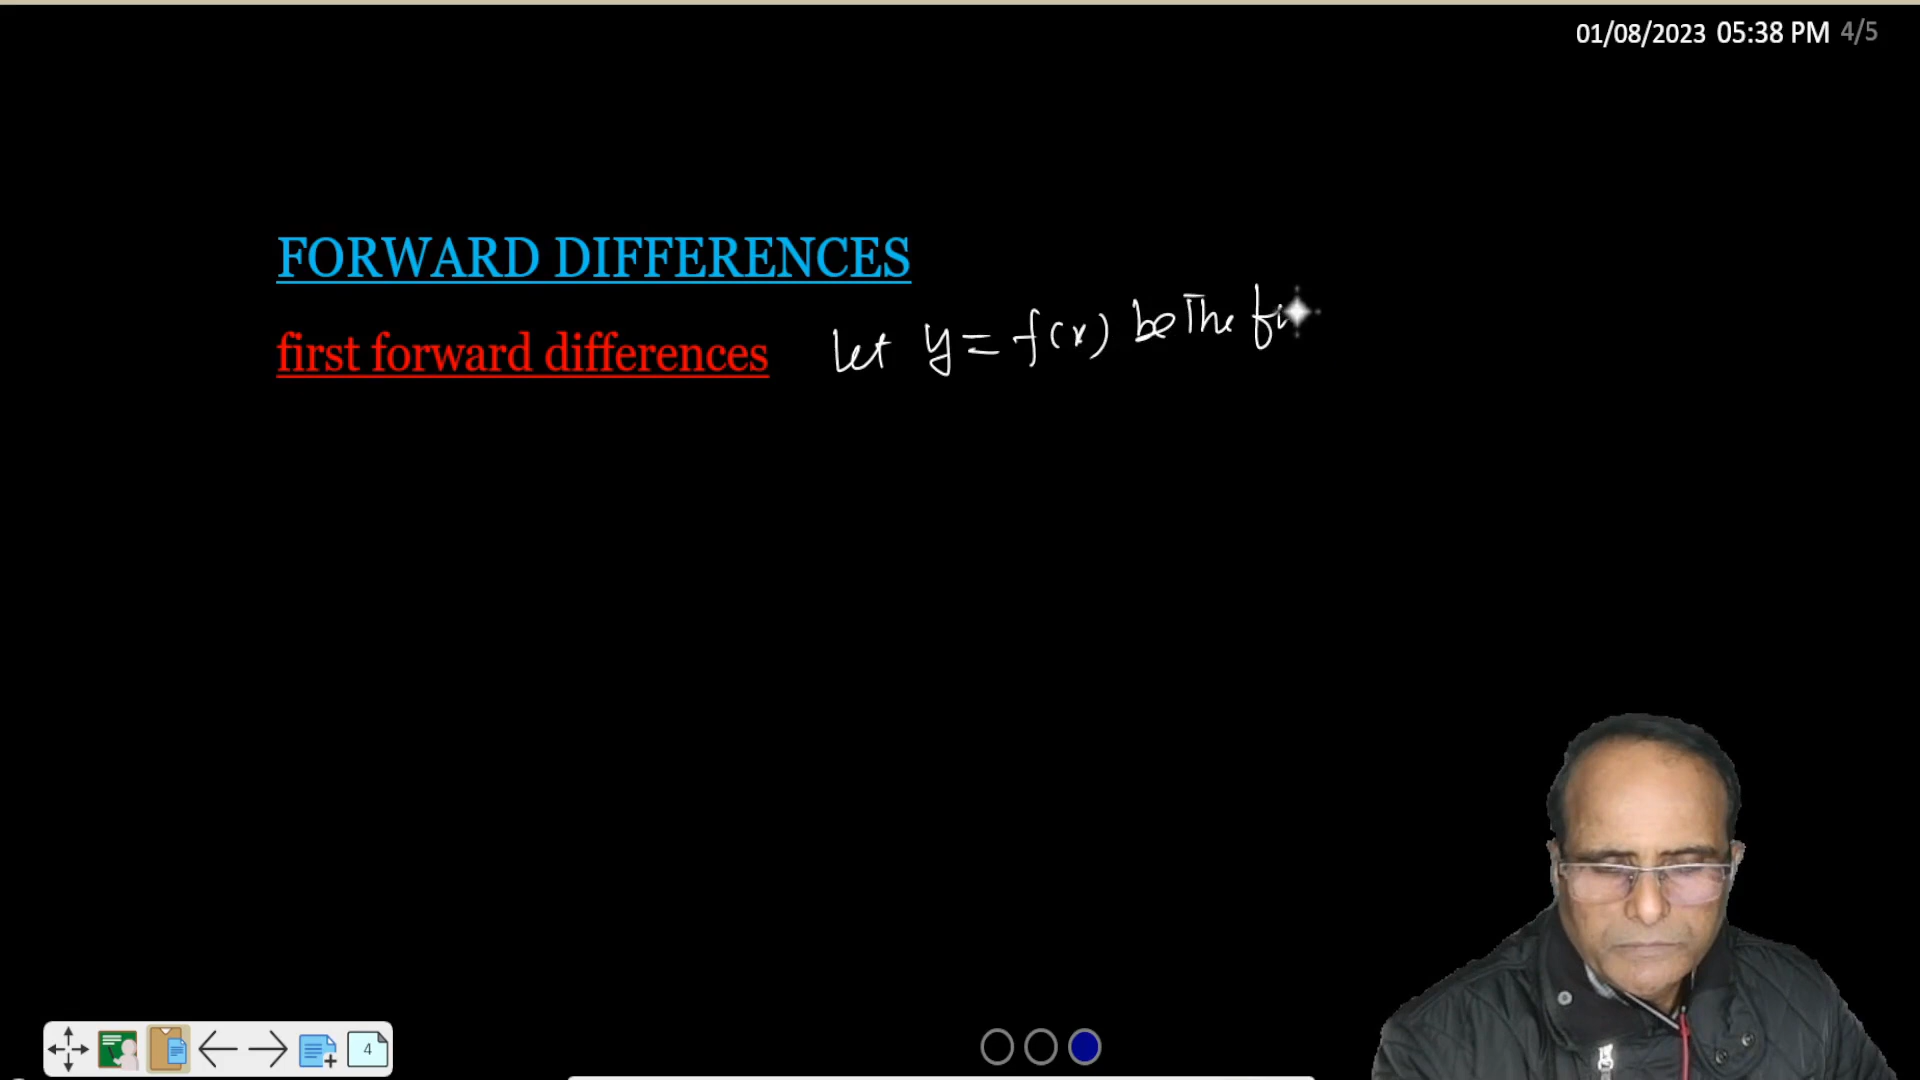 01/08/2023 05:38 PM 4/5
FORWARD DIFFERENCES
first forward differences let y = f(x) be The
4